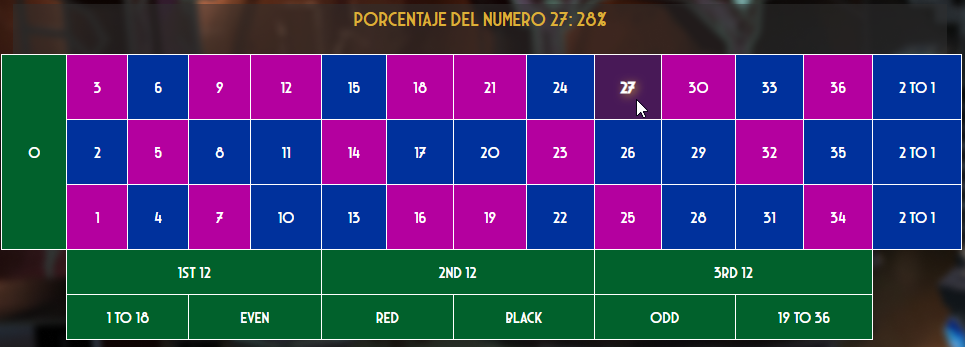 PORCENTAJE DEL NUMERO 27: 28%
3 6 9 12 15 18 21 24 27 30 33 36 2 TO 1
0 2 5 8 11 14 17 20 23 26 29 32 35 2 TO 1
1 4 7 10 13 16 19 22 25 28 31 34 2 TO 1
1ST 12 2ND 12 3RD 12
1 TO 18 EVEN RED BLACK ODD 19 TO 36